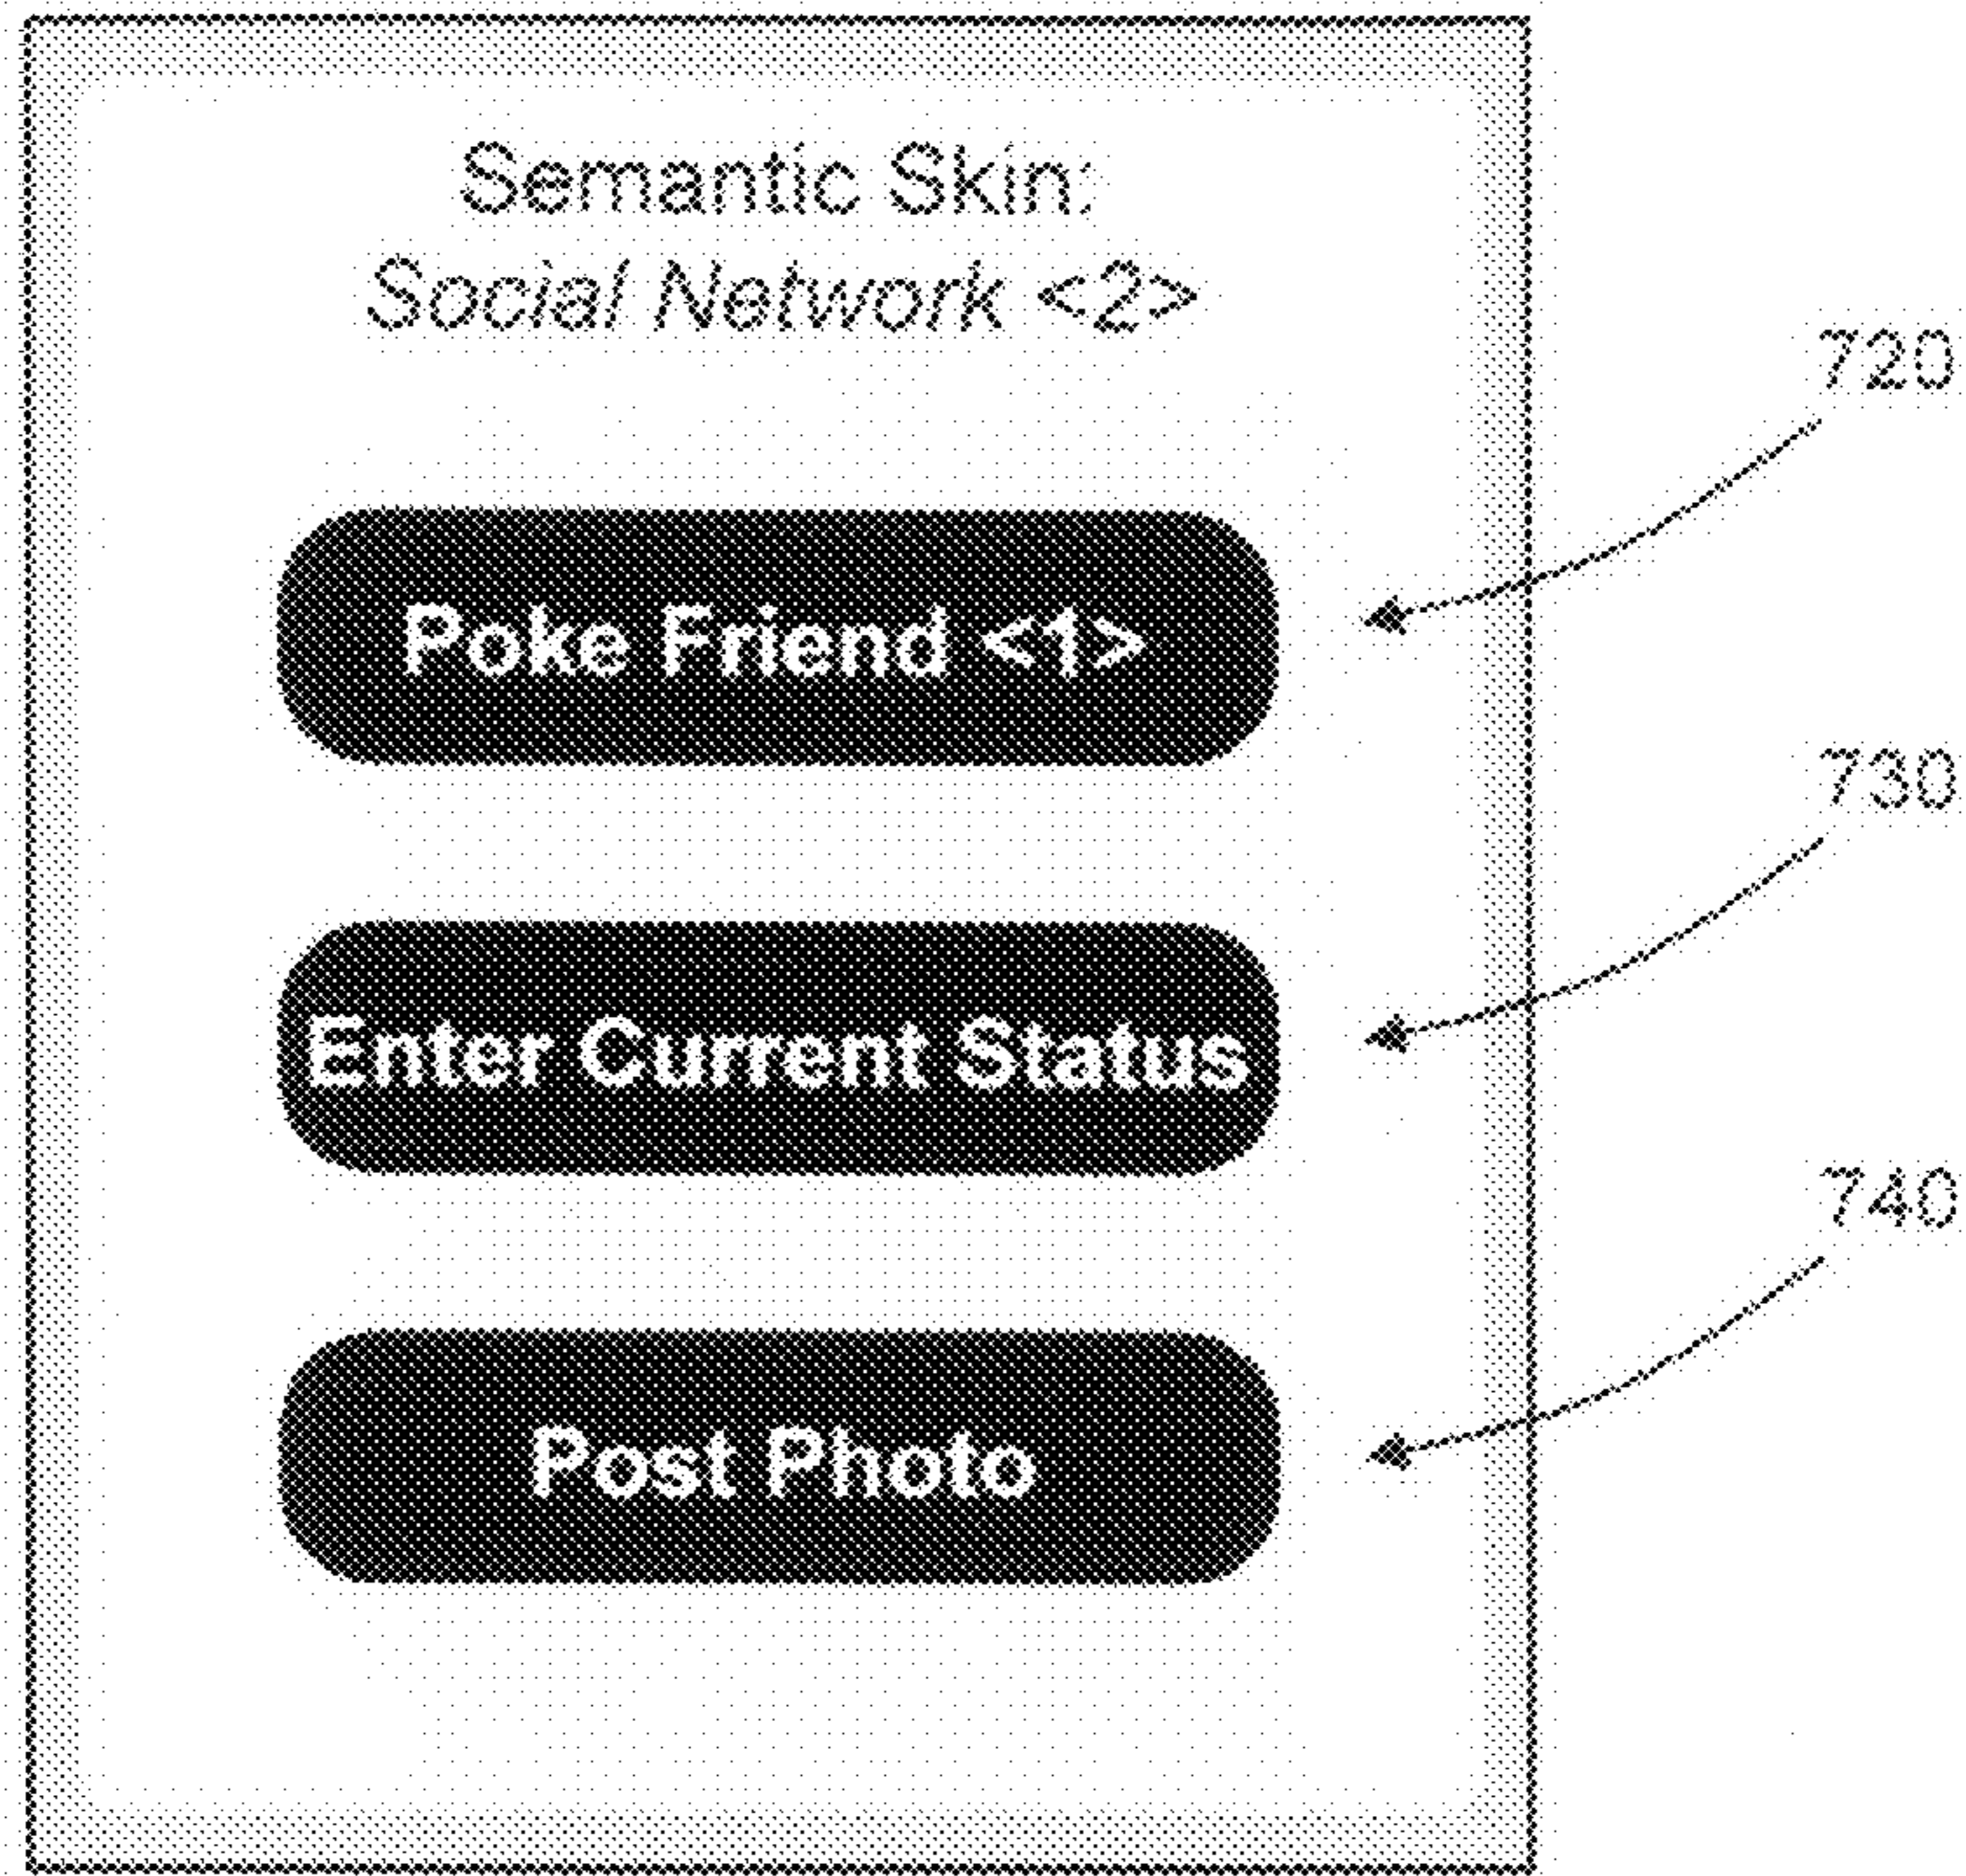 Semantic Skin:
Social Network <2>
720
Poke Friend <1>
730
Enter Current Status
740
Post Photo